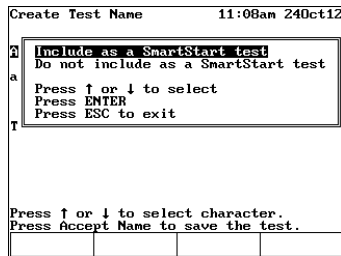 Create Test Name 11:08am 24Oct12
A
Include as a SmartStart test
Do not include as a SmartStart test
a
Press ↑ or ↓ to select
Press ENTER
Press ESC to exit
T
Press ↑ or ↓ to select character.
Press Accept Name to save the test.